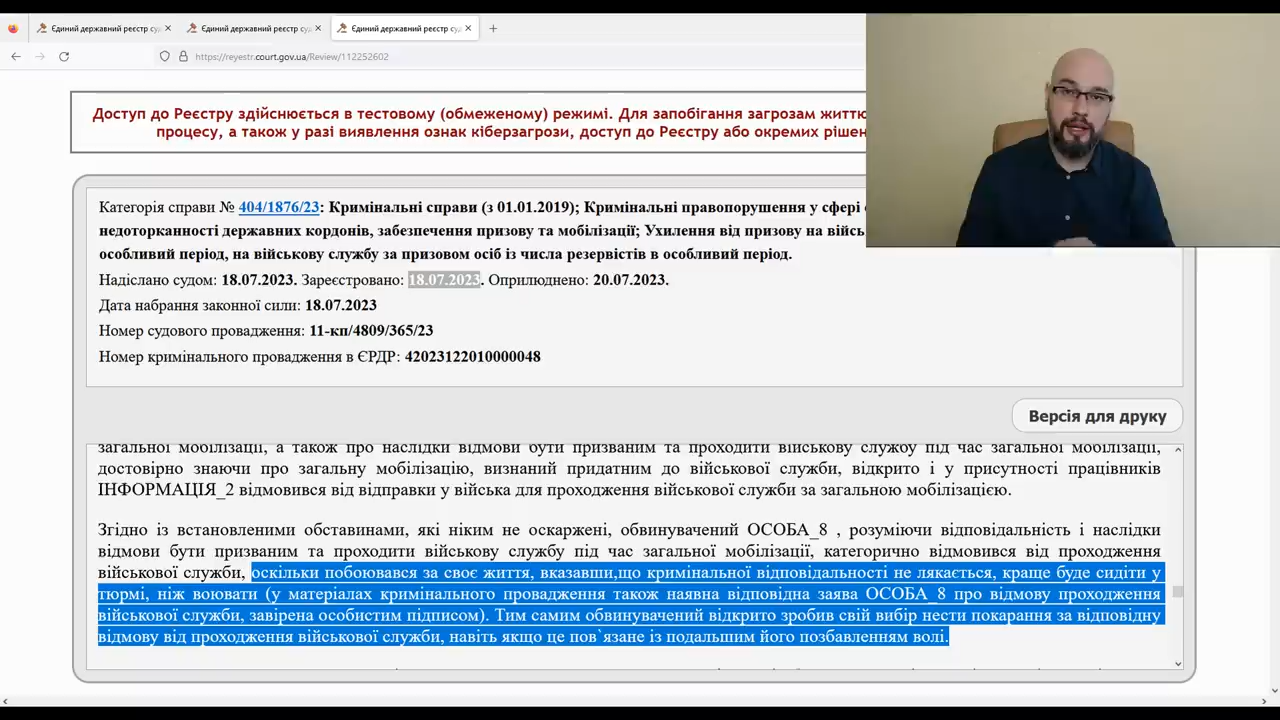 Єдиний державний реєстр суд
Єдиний державний реєстр суд
Єдиний державний реєстр суд
https://reyestr.court.gov.ua/Review/112252602
Доступ до Реєстру здійснюється в тестовому (обмеженому) режимі. Для запобігання загрозам життю
процесу, а також у разі виявлення ознак кіберзагрози, доступ до Реєстру або окремих рішен
Категорія справи № 404/1876/23: Кримінальні справи (з 01.01.2019); Кримінальні правопорушення у сфері
недоторканності державних кордонів, забезпечення призову та мобілізації; Ухилення від призову на війсь
особливий період, на військову службу за призовом осіб із числа резервістів в особливий період.
Надіслано судом: 18.07.2023. Зареєстровано: 18.07.2023. Оприлюднено: 20.07.2023.
Дата набрання законної сили: 18.07.2023
Номер судового провадження: 11-кп/4809/365/23
Номер кримінального провадження в ЄРДР: 42023122010000048
Версія для друку
загальної мобілізації, а також про наслідки відмови бути призваним та проходити військову службу під час загальної мобілізації,
достовірно знаючи про загальну мобілізацію, визнаний придатним до військової служби, відкрито і у присутності працівників
ІНФОРМАЦІЯ_2 відмовився від відправки у війська для проходження військової служби за загальною мобілізацією.
Згідно із встановленими обставинами, які ніким не оскаржені, обвинувачений ОСОБА_8 , розуміючи відповідальність і наслідки
відмови бути призваним та проходити військову службу під час загальної мобілізації, категорично відмовився від проходження
військової служби, оскільки побоювався за своє життя, вказавши,що кримінальної відповідальності не лякається, краще буде сидіти у
тюрмі, ніж воювати (у матеріалах кримінального провадження також наявна відповідна заява ОСОБА_8 про відмову проходження
військової служби, завірена особистим підписом). Тим самим обвинувачений відкрито зробив свій вибір нести покарання за відповідну
відмову від проходження військової служби, навіть якщо це пов`язане із подальшим його позбавленням волі.